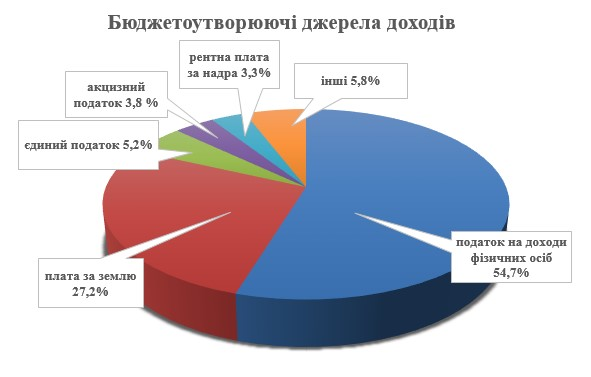 Бюджетоутворюючі джерела доходів
рентна плата
за надра 3,3%
інші 5,8%
акцизний
податок 3,8 %
єдиний податок 5,2%
податок на доходи
фізичних осіб
54,7%
плата за землю
27,2%